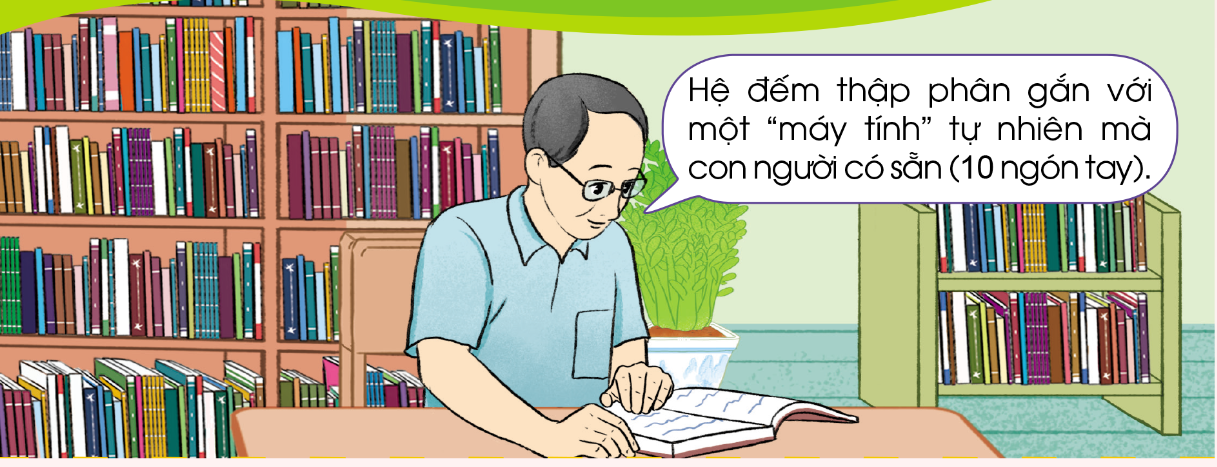 Hệ đếm thập phân gắn với
một “máy tính” tự nhiên mà
con người có sẵn (10 ngón tay).